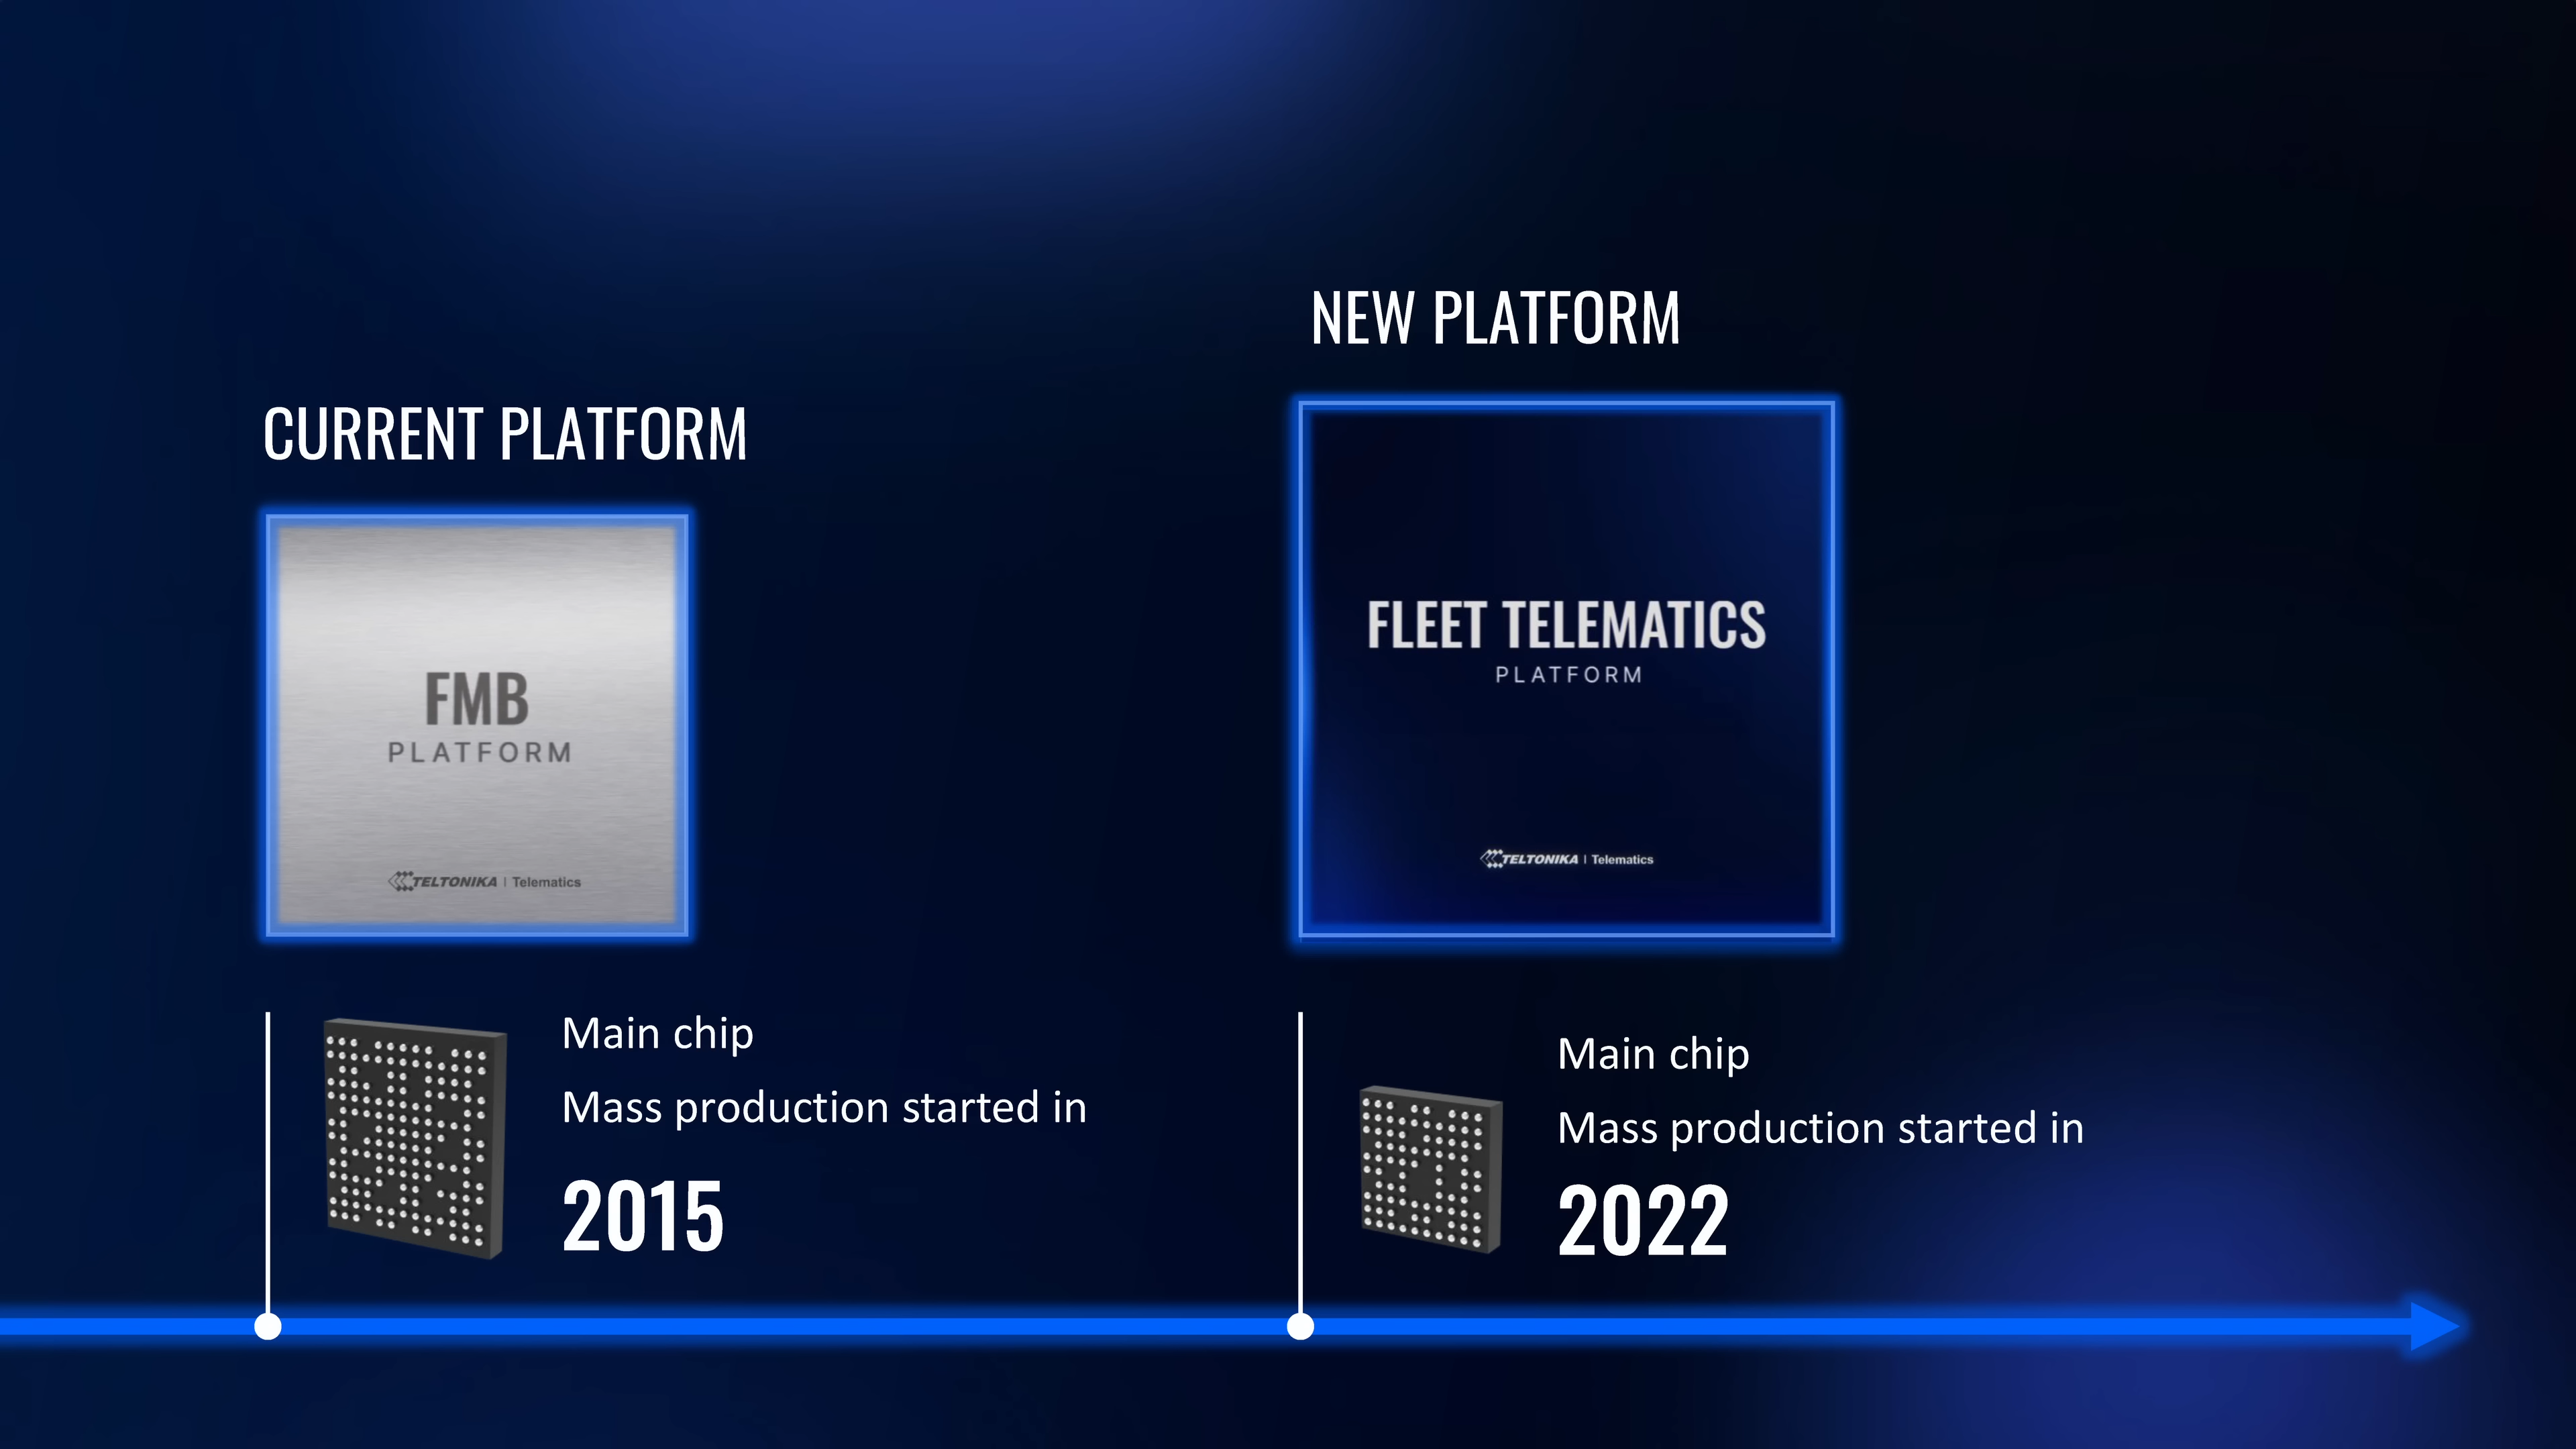 CURRENT PLATFORM
FMB
PLATFORM
TELTONIKA | Telematics
Main chip
Mass production started in
2015
NEW PLATFORM
FLEET TELEMATICS
PLATFORM
TELTONIKA | Telematics
Main chip
Mass production started in
2022